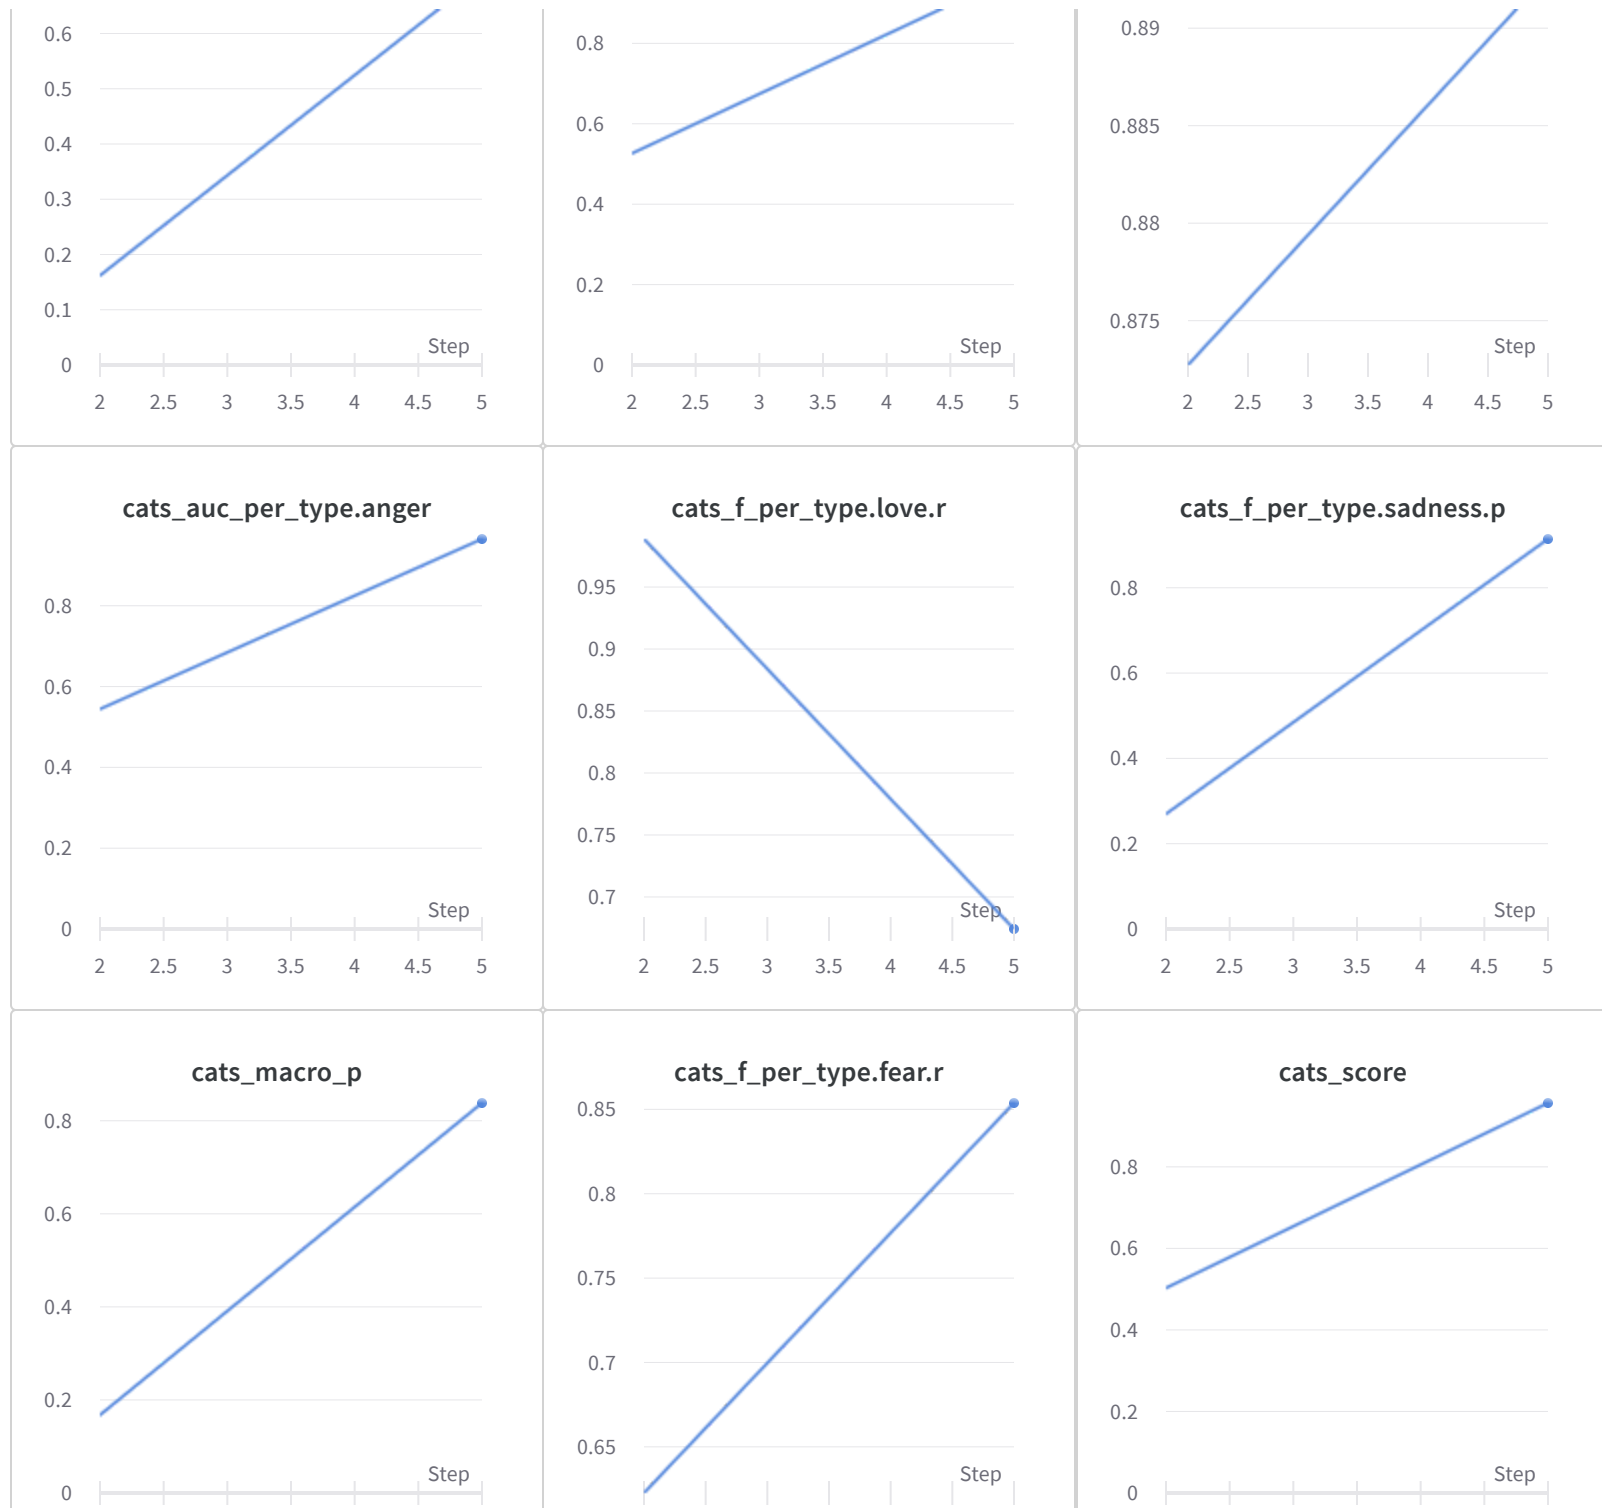 0.6
0.5
0.4
0.3
0.2
0.1
0
Step
2 2.5 3 3.5 4 4.5 5
0.8
0.6
0.4
0.2
0
Step
2 2.5 3 3.5 4 4.5 5
0.89
0.885
0.88
0.875
Step
2 2.5 3 3.5 4 4.5 5
cats_auc_per_type.anger
0.8
0.6
0.4
0.2
0
Step
2 2.5 3 3.5 4 4.5 5
cats_f_per_type.love.r
0.95
0.9
0.85
0.8
0.75
0.7
Step
2 2.5 3 3.5 4 4.5 5
cats_f_per_type.sadness.p
0.8
0.6
0.4
0.2
0
Step
2 2.5 3 3.5 4 4.5 5
cats_macro_p
0.8
0.6
0.4
0.2
0
Step
cats_f_per_type.fear.r
0.85
0.8
0.75
0.7
0.65
Step
cats_score
0.8
0.6
0.4
0.2
0
Step